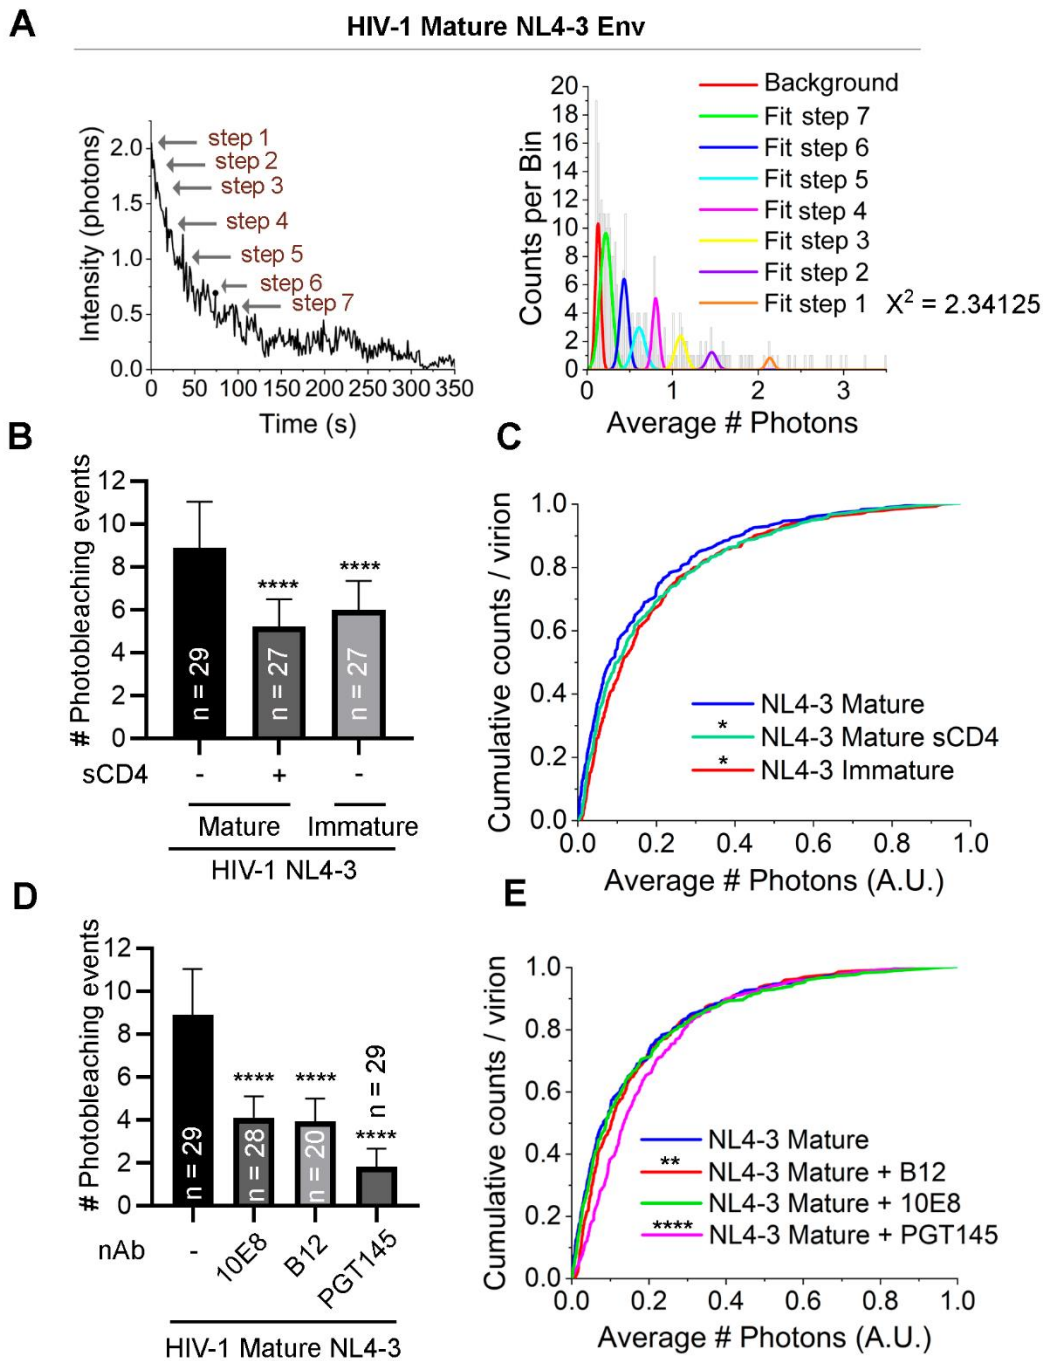 A
HIV-1 Mature NL4-3 Env
Intensity (photons)
2.0
1.5
1.0
0.5
0.0
step 1
step 2
step 3
step 4
step 5
step 6
step 7
0 50 100 150 200 250 300 350
Time (s)
Counts per Bin
20
18
16
14
12
10
8
6
4
2
0
Background
Fit step 7
Fit step 6
Fit step 5
Fit step 4
Fit step 3
Fit step 2
Fit step 1
X² = 2.34125
0 1 2 3
Average # Photons
B
# Photobleaching events
12
10
8
6
4
2
0
n = 29
****
n = 27
****
n = 27
sCD4 - + -
Mature Immature
HIV-1 NL4-3
C
Cumulative counts / virion
1.0
0.8
0.6
0.4
0.2
0.0
NL4-3 Mature
* NL4-3 Mature sCD4
* NL4-3 Immature
0.0 0.2 0.4 0.6 0.8 1.0
Average # Photons (A.U.)
D
# Photobleaching events
12
10
8
6
4
2
0
n = 29
****
n = 28
****
n = 20
n = 29
****
nAb - 10E8 B12 PGT145
HIV-1 Mature NL4-3
E
Cumulative counts / virion
1.0
0.8
0.6
0.4
0.2
0.0
NL4-3 Mature
** NL4-3 Mature + B12
NL4-3 Mature + 10E8
**** NL4-3 Mature + PGT145
0.0 0.2 0.4 0.6 0.8 1.0
Average # Photons (A.U.)